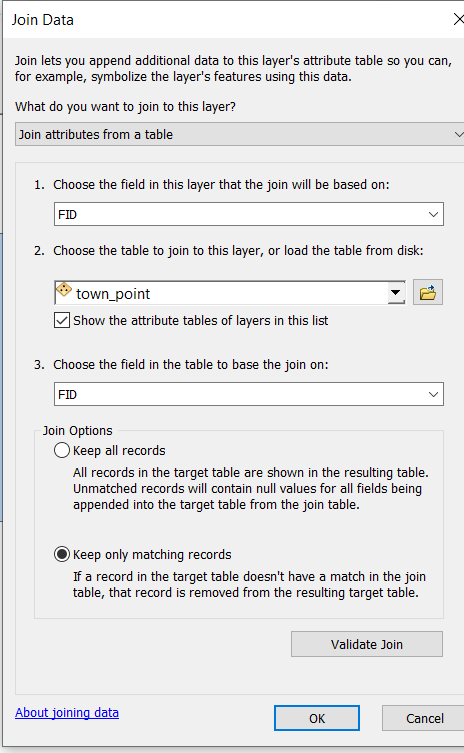 Join Data
Join lets you append additional data to this layer's attribute table so you can,
for example, symbolize the layer's features using this data.
What do you want to join to this layer?
Join attributes from a table
1. Choose the field in this layer that the join will be based on:
FID
2. Choose the table to join to this layer, or load the table from disk:
town_point
Show the attribute tables of layers in this list
3. Choose the field in the table to base the join on:
FID
Join Options
Keep all records
All records in the target table are shown in the resulting table.
Unmatched records will contain null values for all fields being
appended into the target table from the join table.
Keep only matching records
If a record in the target table doesn't have a match in the join
table, that record is removed from the resulting target table.
Validate Join
About joining data
OK
Cancel